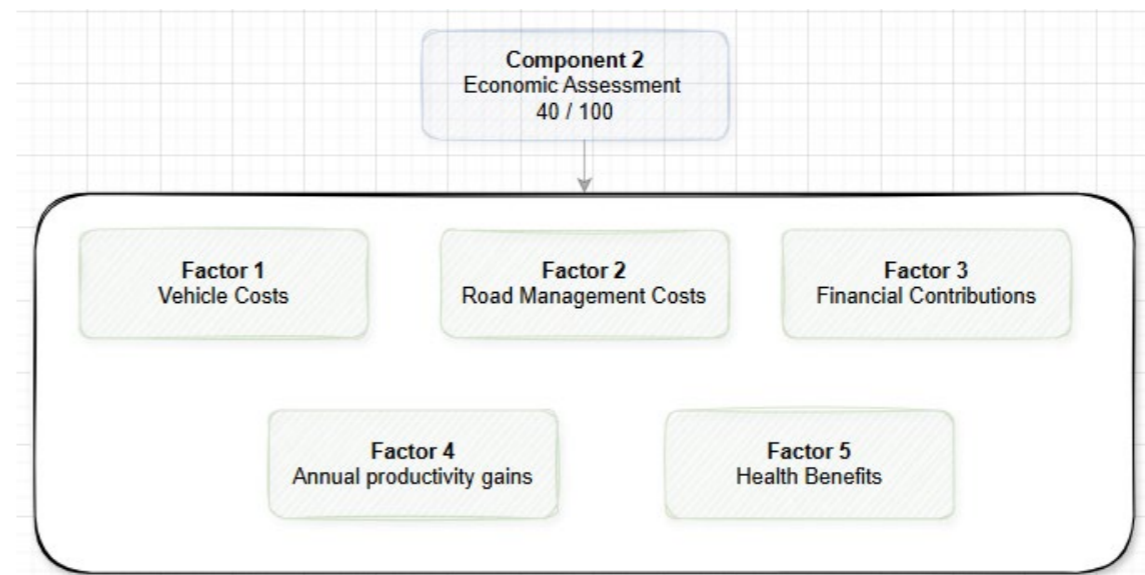 Component 2
Economic Assessment
40 / 100
Factor 1
Vehicle Costs
Factor 2
Road Management Costs
Factor 3
Financial Contributions
Factor 4
Annual productivity gains
Factor 5
Health Benefits